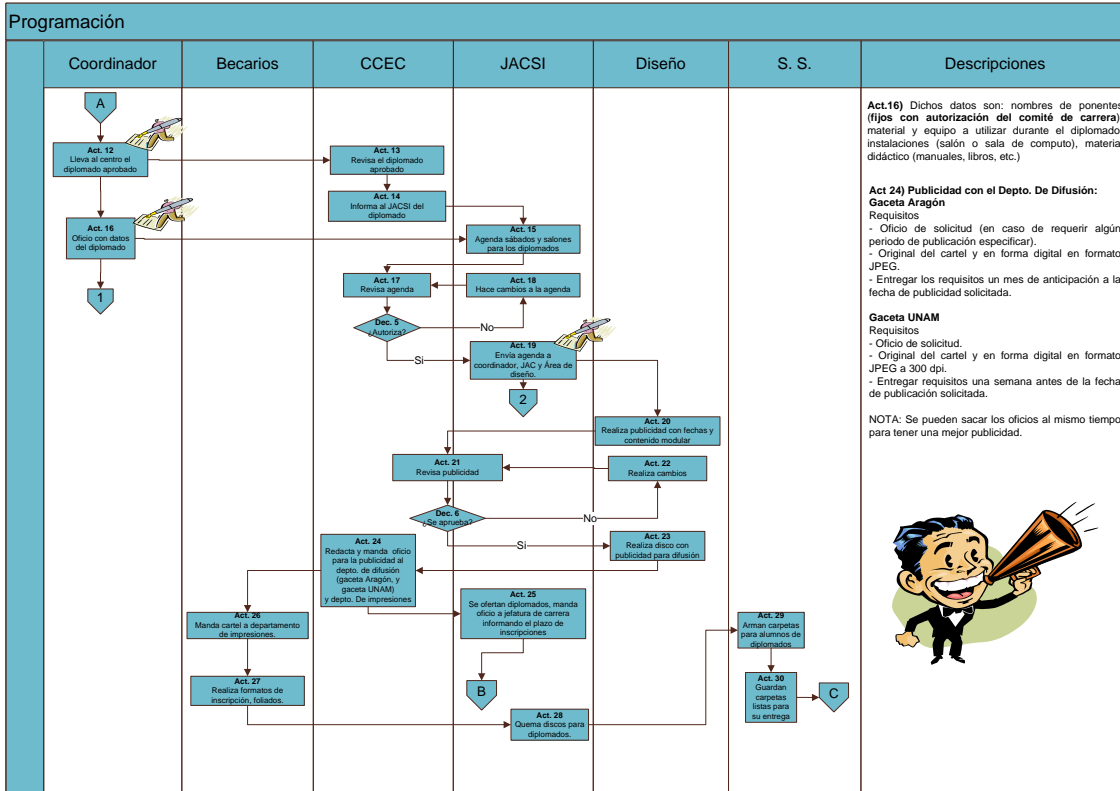 Programación
Coordinador
Becarios
CCEC
JACSI
Diseño
S. S.
Descripciones
A
Act. 12
Lleva al centro el
diplomado aprobado
Act. 13
Revisa el diplomado
aprobado
Act. 14
Informa al JACSI del
diplomado
Act. 16
Oficio con datos
del diplomado
Act. 15
Agenda sábados y salones
para los diplomados
1
Act. 17
Revisa agenda
Act. 18
Hace cambios a la agenda
Dec. 5
¿Autoriza?
No
Si
Act. 19
Envía agenda a
coordinador, JAC y Área de
diseño.
2
Act. 20
Realiza publicidad con fechas y
contenido modular
Act. 21
Revisa publicidad
Act. 22
Realiza cambios
Dec. 6
¿Se aprueba?
No
Si
Act. 23
Realiza disco con
publicidad para difusión
Act. 24
Redacta y manda oficio
para la publicidad al
depto. de difusión
(gaceta Aragón, y
gaceta UNAM)
y depto. De impresiones
Act. 25
Se ofertan diplomados, manda
oficio a jefatura de carrera
informando el plazo de
inscripciones
Act. 26
Manda cartel a departamento
de impresiones.
Act. 27
Realiza formatos de
inscripción, foliados.
B
Act. 28
Quema discos para
diplomados.
Act. 29
Arman carpetas
para alumnos de
diplomados
Act. 30
Guardan
carpetas
listas para
su entrega
C
Act.16) Dichos datos son: nombres de ponentes
(fijos con autorización del comité de carrera)
material y equipo a utilizar durante el diplomado
instalaciones (salón o sala de computo), materia
didáctico (manuales, libros, etc.)
Act 24) Publicidad con el Depto. De Difusión:
Gaceta Aragón
Requisitos
- Oficio de solicitud (en caso de requerir algún
periodo de publicación especificar).
- Original del cartel y en forma digital en formato
JPEG.
- Entregar los requisitos un mes de anticipación a la
fecha de publicidad solicitada.
Gaceta UNAM
Requisitos
- Oficio de solicitud.
- Original del cartel y en forma digital en formato
JPEG a 300 dpi.
- Entregar requisitos una semana antes de la fecha
de publicación solicitada.
NOTA: Se pueden sacar los oficios al mismo tiempo
para tener una mejor publicidad.